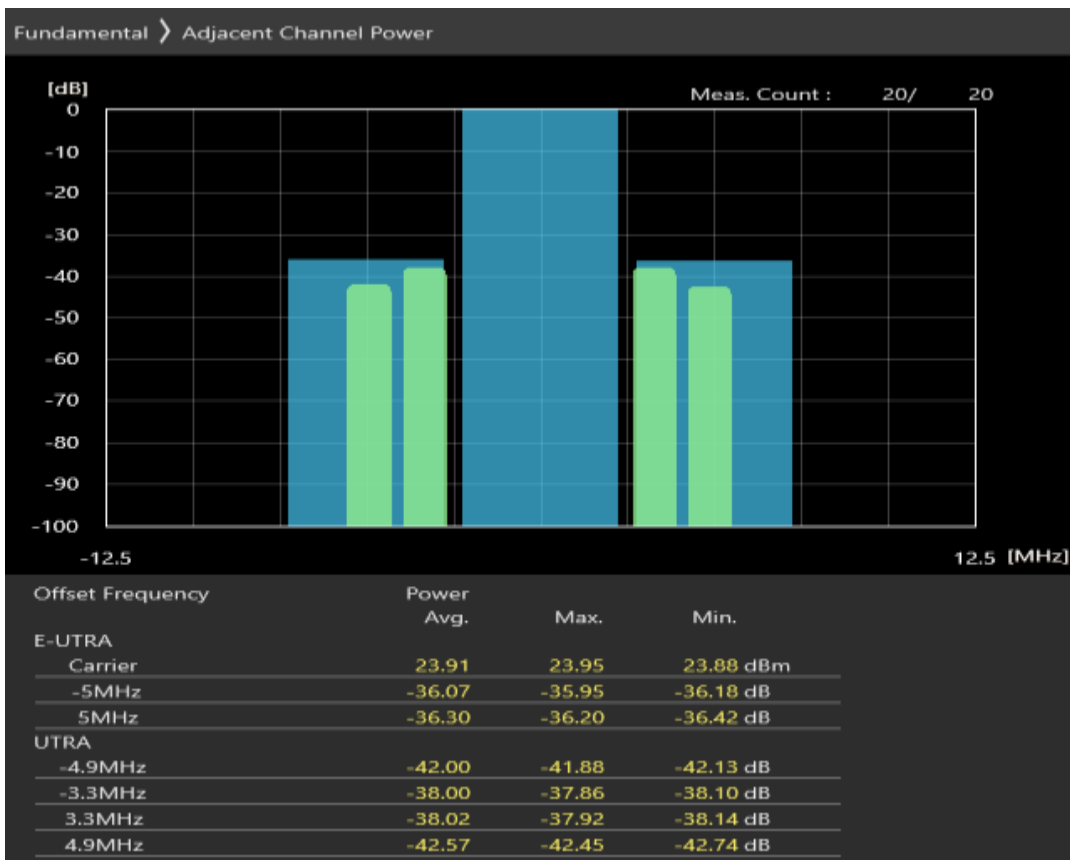 Fundamental 》 Adjacent Channel Power
[dB]
Meas. Count : 20/ 20
0
-10
-20
-30
-40
-50
-60
-70
-80
-90
-100
-12.5 12.5 [MHz]
Offset Frequency Power
Avg. Max. Min.
E-UTRA
Carrier 23.91 23.95 23.88 dBm
-5MHz -36.07 -35.95 -36.18 dB
5MHz -36.30 -36.20 -36.42 dB
UTRA
-4.9MHz -42.00 -41.88 -42.13 dB
-3.3MHz -38.00 -37.86 -38.10 dB
3.3MHz -38.02 -37.92 -38.14 dB
4.9MHz -42.57 -42.45 -42.74 dB